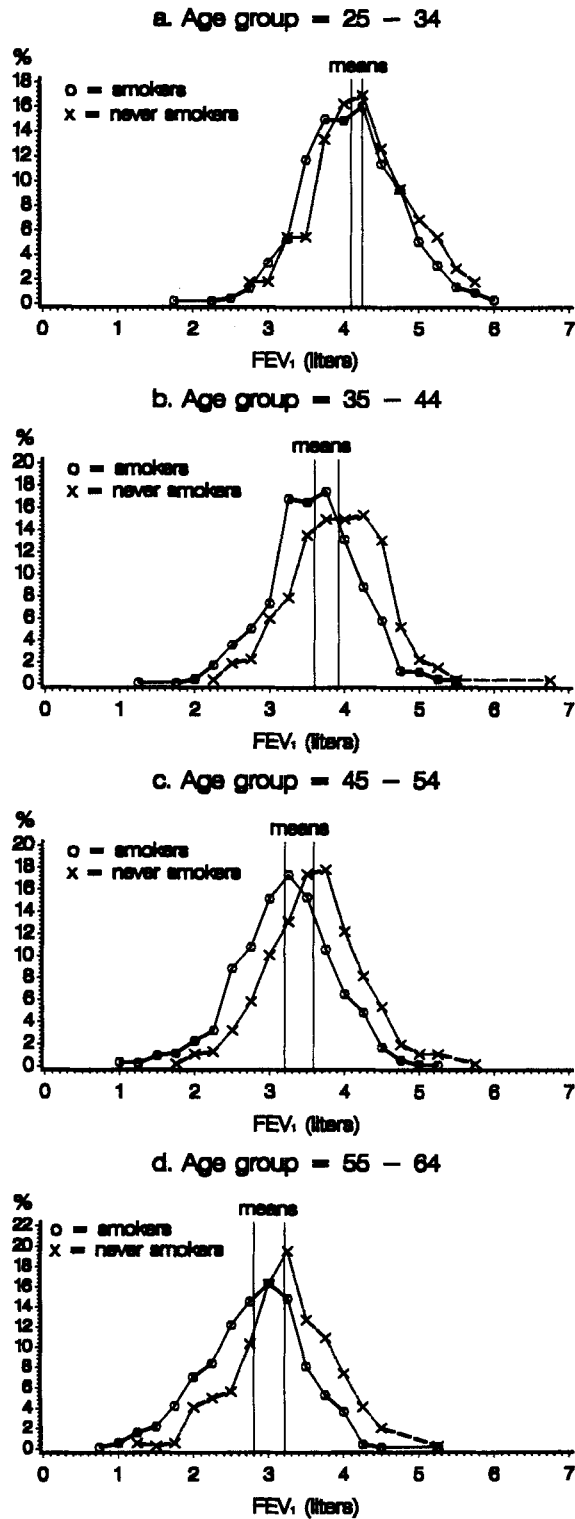 a. Age group = 25 – 34
%
means
18
o = smokers
16
x = never smokers
14
12
10
8
6
4
2
0
0 1 2 3 4 5 6 7
FEV₁ (liters)
b. Age group = 35 – 44
%
means
20
o = smokers
18
x = never smokers
16
14
12
10
8
6
4
2
0
1 2 3 4 5 6 7
FEV₁ (liters)
c. Age group = 45 – 54
%
means
20
o = smokers
18
x = never smokers
16
14
12
10
8
6
4
2
0
0 1 2 3 4 5 6 7
FEV₁ (liters)
d. Age group = 55 – 64
%
means
22
o = smokers
20
x = never smokers
18
16
14
12
10
8
6
4
2
0
0 1 2 3 4 5 6 7
FEV₁ (liters)